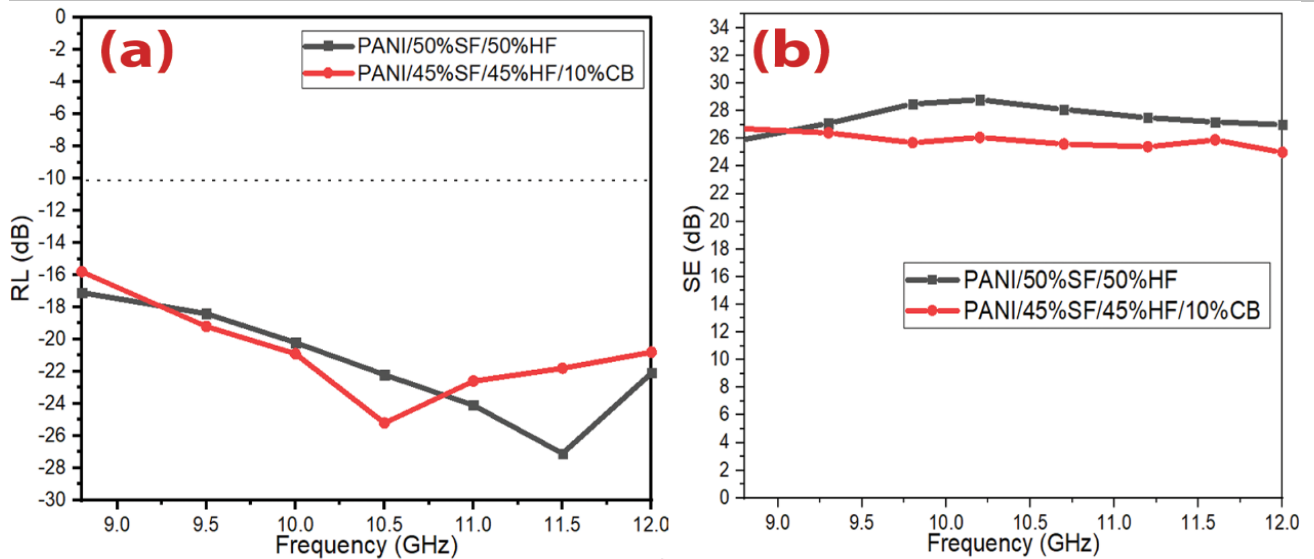 (a)
PANI/50%SF/50%HF
PANI/45%SF/45%HF/10%CB
RL (dB)
0
-2
-4
-6
-8
-10
-12
-14
-16
-18
-20
-22
-24
-26
-28
-30
9.0 9.5 10.0 10.5 11.0 11.5 12.0
Frequency (GHz)
(b)
SE (dB)
34
32
30
28
26
24
22
20
18
16
14
12
10
8
6
4
2
0
PANI/50%SF/50%HF
PANI/45%SF/45%HF/10%CB
9.0 9.5 10.0 10.5 11.0 11.5 12.0
Frequency (GHz)